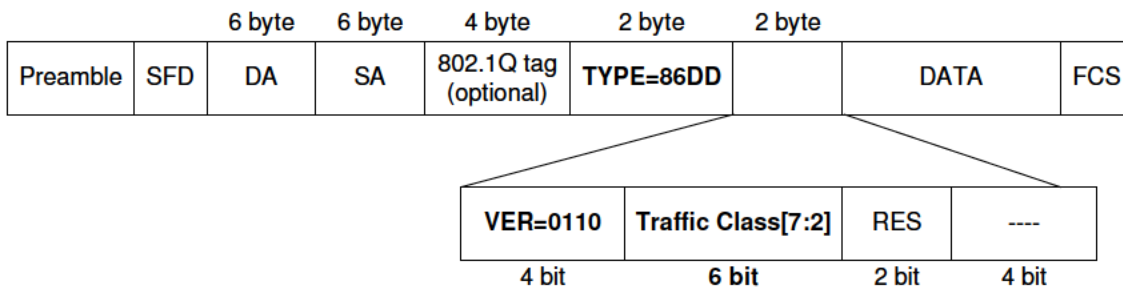 6 byte 6 byte 4 byte 2 byte 2 byte
Preamble SFD DA SA 802.1Q tag (optional) TYPE=86DD DATA FCS
VER=0110 Traffic Class[7:2] RES ----
4 bit 6 bit 2 bit 4 bit